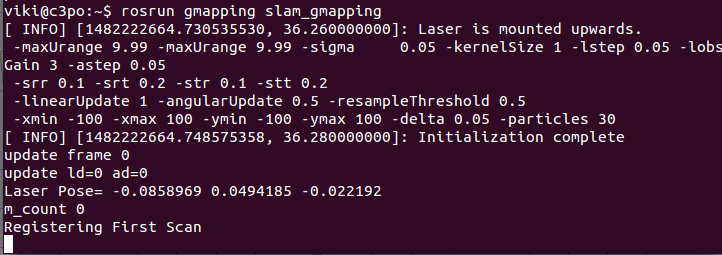 viki@c3po:~$ rosrun gmapping slam_gmapping
[ INFO] [1482222664.730535530, 36.260000000]: Laser is mounted upwards.
 -maxUrange 9.99 -maxUrange 9.99 -sigma     0.05 -kernelSize 1 -lstep 0.05 -lobs
Gain 3 -astep 0.05
 -srr 0.1 -srt 0.2 -str 0.1 -stt 0.2
 -linearUpdate 1 -angularUpdate 0.5 -resampleThreshold 0.5
 -xmin -100 -xmax 100 -ymin -100 -ymax 100 -delta 0.05 -particles 30
[ INFO] [1482222664.748575358, 36.280000000]: Initialization complete
update frame 0
update ld=0 ad=0
Laser Pose= -0.0858969 0.0494185 -0.022192
m_count 0
Registering First Scan